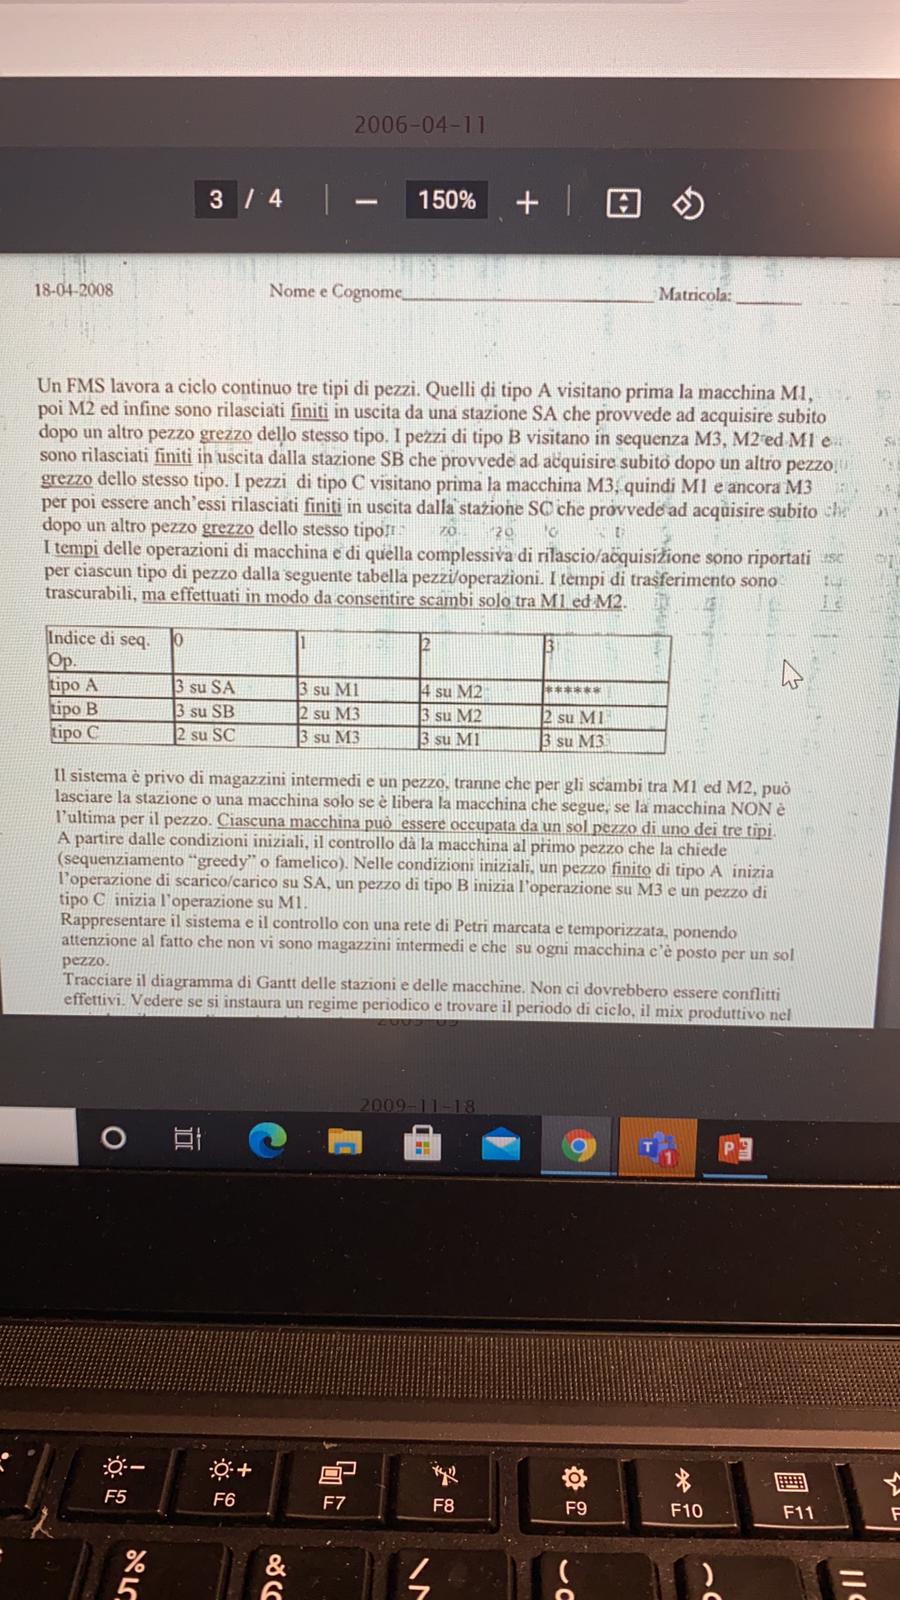 2006-04-11
3 / 4 | − 150% + |
18-04-2008 Nome e Cognome Matricola:
Un FMS lavora a ciclo continuo tre tipi di pezzi. Quelli di tipo A visitano prima la macchina M1,
poi M2 ed infine sono rilasciati finiti in uscita da una stazione SA che provvede ad acquisire subito
dopo un altro pezzo grezzo dello stesso tipo. I pezzi di tipo B visitano in sequenza M3, M2 ed M1 e
sono rilasciati finiti in uscita dalla stazione SB che provvede ad acquisire subito dopo un altro pezzo
grezzo dello stesso tipo. I pezzi di tipo C visitano prima la macchina M3, quindi M1 e ancora M3
per poi essere anch'essi rilasciati finiti in uscita dalla stazione SC che provvede ad acquisire subito
dopo un altro pezzo grezzo dello stesso tipo
I tempi delle operazioni di macchina e di quella complessiva di rilascio/acquisizione sono riportati
per ciascun tipo di pezzo dalla seguente tabella pezzi/operazioni. I tempi di trasferimento sono
trascurabili, ma effettuati in modo da consentire scambi solo tra M1 ed M2.
Indice di seq. 0 1 2 3
Op.
tipo A 3 su SA 3 su M1 4 su M2 ******
tipo B 3 su SB 2 su M3 3 su M2 2 su M1
tipo C 2 su SC 3 su M3 3 su M1 3 su M3
Il sistema è privo di magazzini intermedi e un pezzo, tranne che per gli scambi tra M1 ed M2, può
lasciare la stazione o una macchina solo se è libera la macchina che segue, se la macchina NON è
l'ultima per il pezzo. Ciascuna macchina può essere occupata da un sol pezzo di uno dei tre tipi.
A partire dalle condizioni iniziali, il controllo dà la macchina al primo pezzo che la chiede
(sequenziamento "greedy" o famelico). Nelle condizioni iniziali, un pezzo finito di tipo A inizia
l'operazione di scarico/carico su SA, un pezzo di tipo B inizia l'operazione su M3 e un pezzo di
tipo C inizia l'operazione su M1.
Rappresentare il sistema e il controllo con una rete di Petri marcata e temporizzata, ponendo
attenzione al fatto che non vi sono magazzini intermedi e che su ogni macchina c'è posto per un sol
pezzo.
Tracciare il diagramma di Gantt delle stazioni e delle macchine. Non ci dovrebbero essere conflitti
effettivi. Vedere se si instaura un regime periodico e trovare il periodo di ciclo, il mix produttivo nel
2009-11-18
T 1 P
F5 F6 F7 F8 F9 F10 F11
% & / ( ) =
5 6 7